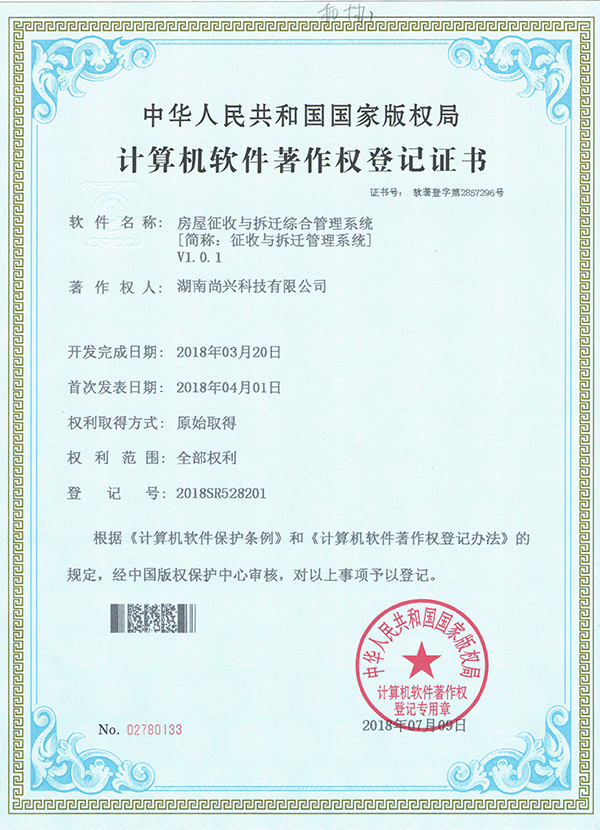 中华人民共和国国家版权局
计算机软件著作权登记证书
证书号: 软著登字第2857296号
软件名称: 房屋征收与拆迁综合管理系统
[简称: 征收与拆迁管理系统]
V1.0.1
著作权人: 湖南尚兴科技有限公司
开发完成日期: 2018年03月20日
首次发表日期: 2018年04月01日
权利取得方式: 原始取得
权利范围: 全部权利
登记号: 2018SR528201
根据《计算机软件保护条例》和《计算机软件著作权登记办法》的
规定，经中国版权保护中心审核，对以上事项予以登记。
中华人民共和国国家版权局
计算机软件著作权
登记专用章
2018年07月09日
No. 02780133